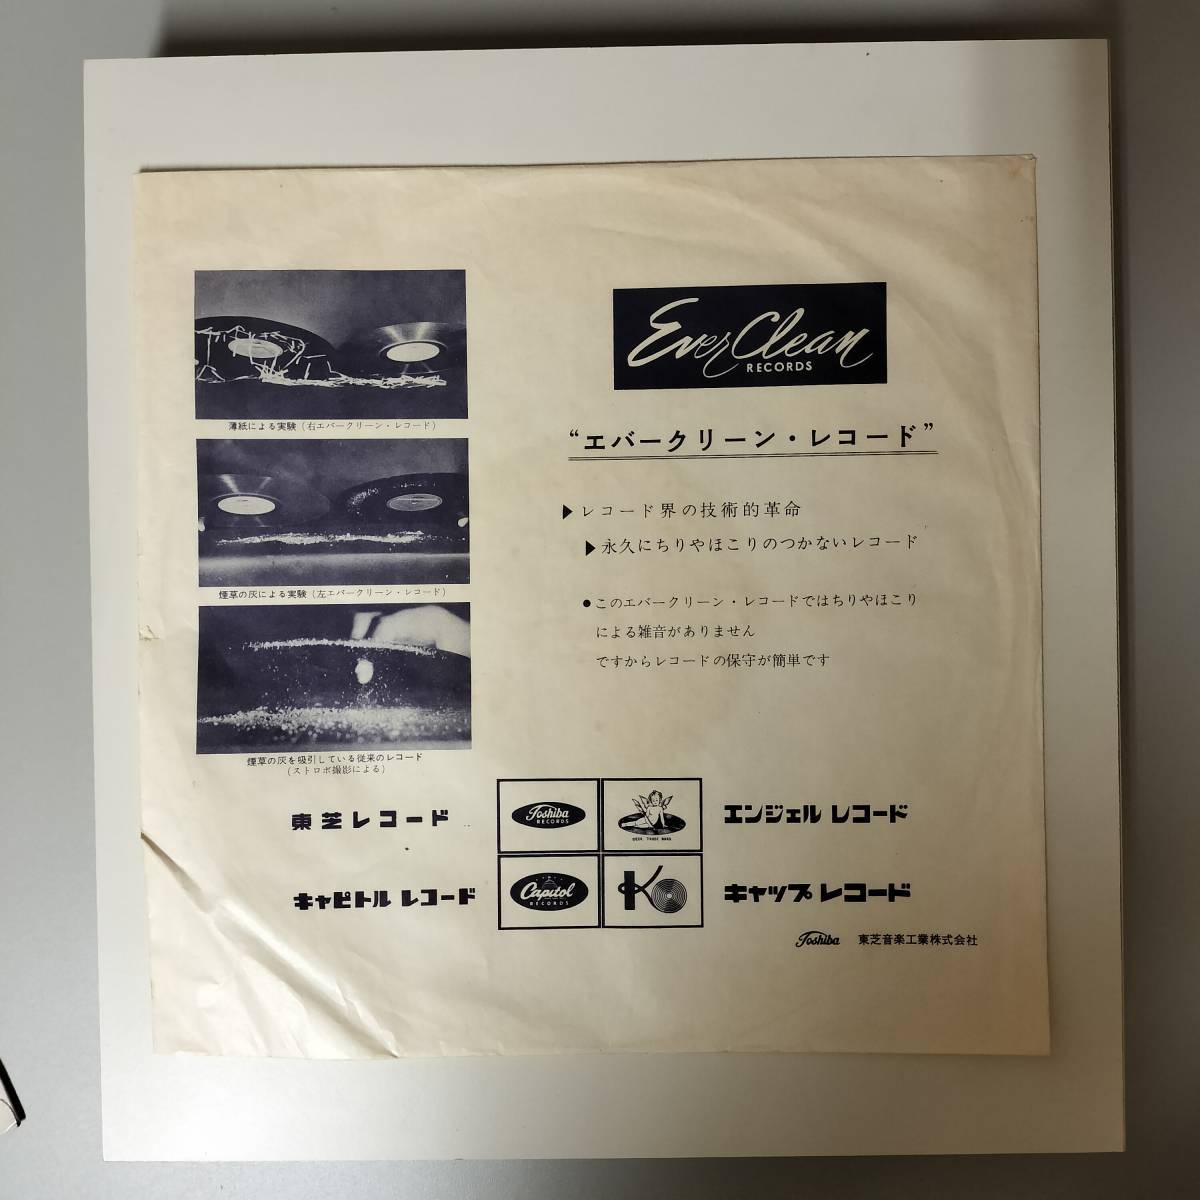 薄紙による実験（右エバークリーン・レコード）
煙草の灰による実験（左エバークリーン・レコード）
煙草の灰を吸引している従来のレコード
（ストロボ撮影による）
Ever Clean
RECORDS
“エバークリーン・レコード”
▶レコード界の技術的革命
▶永久にちりやほこりのつかないレコード
●このエバークリーン・レコードではちりやほこり
による雑音がありません
ですからレコードの保守が簡単です
東芝レコード
Toshiba
RECORDS
エンジェル レコード
キャピトル レコード
Capitol
RECORDS
キャップ レコード
Toshiba 東芝音楽工業株式会社